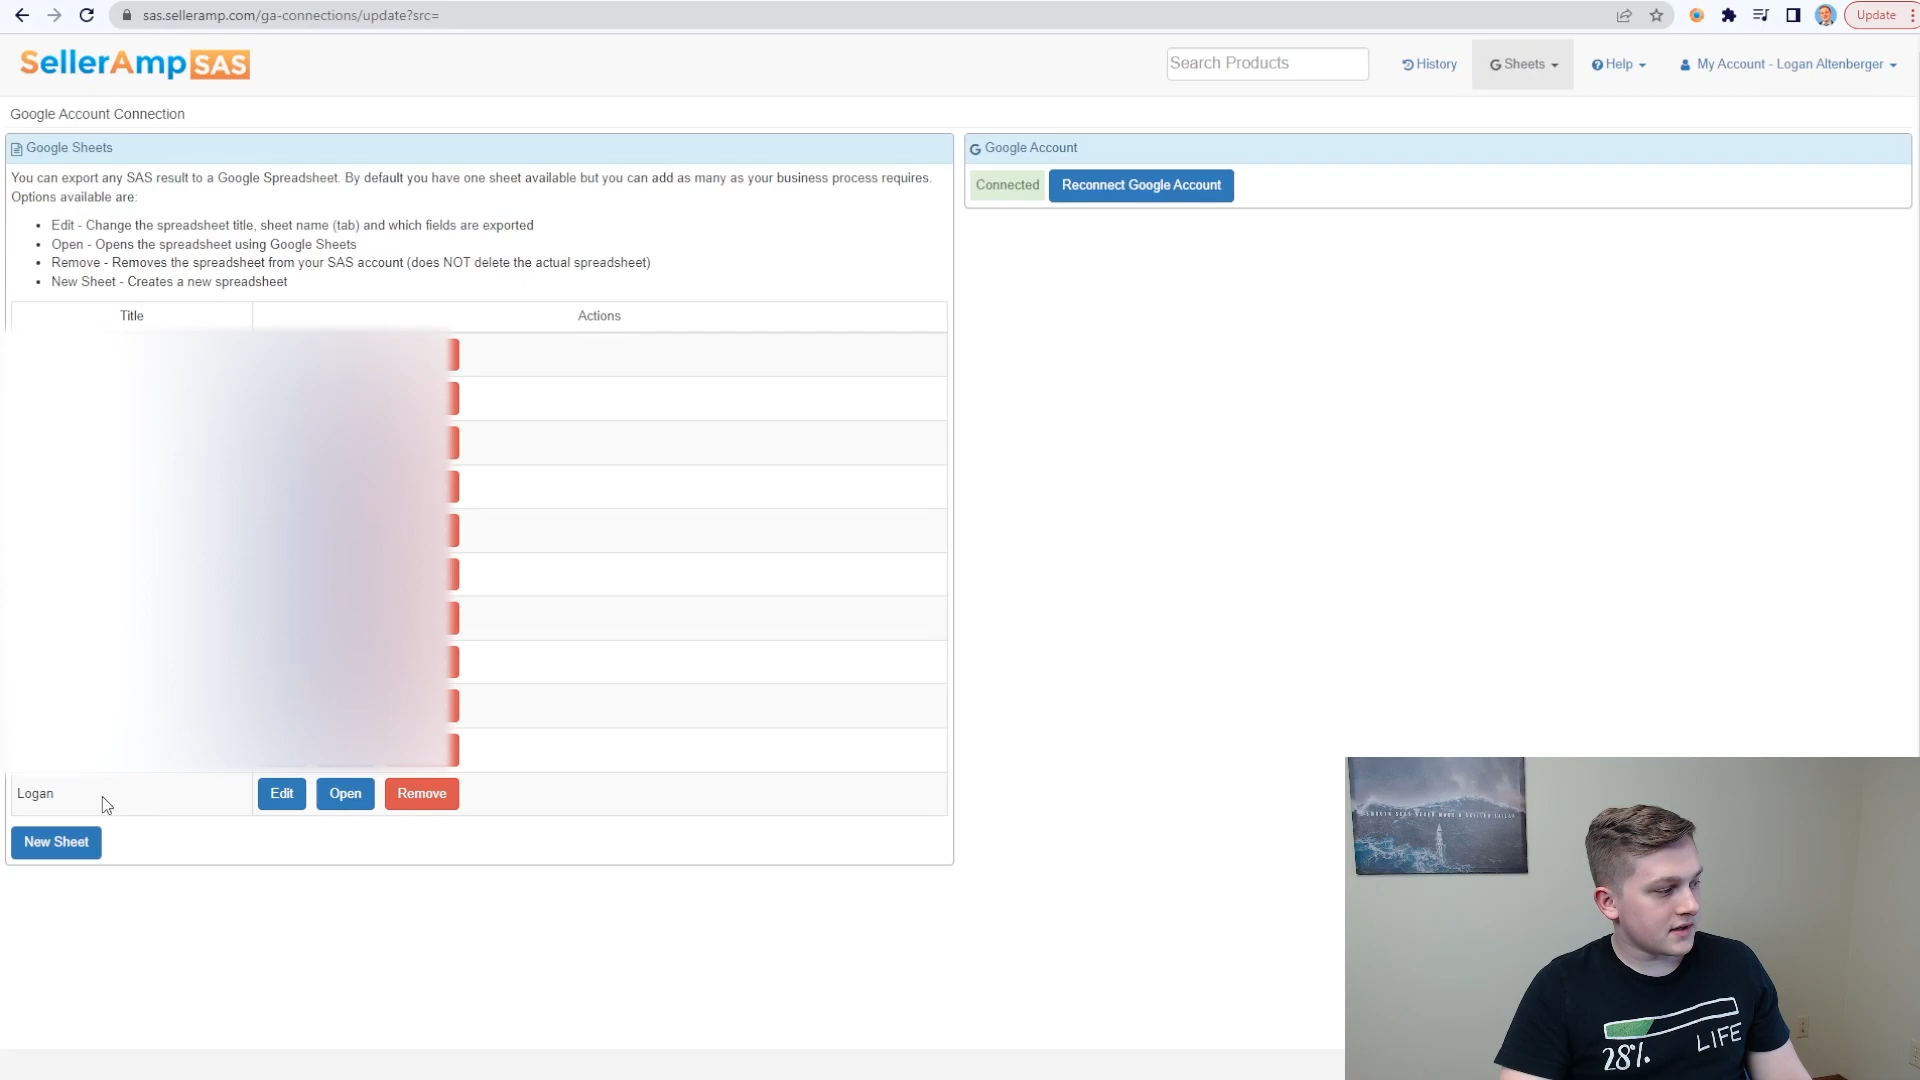 sas.selleramp.com/ga-connections/update?src=
Update
SellerAmp SAS
Search Products
History
Sheets
Help
My Account - Logan Altenberger
Google Account Connection
Google Sheets
You can export any SAS result to a Google Spreadsheet. By default you have one sheet available but you can add as many as your business process requires.
Options available are:
Edit - Change the spreadsheet title, sheet name (tab) and which fields are exported
Open - Opens the spreadsheet using Google Sheets
Remove - Removes the spreadsheet from your SAS account (does NOT delete the actual spreadsheet)
New Sheet - Creates a new spreadsheet
Title
Actions
Logan
Edit
Open
Remove
New Sheet
Google Account
Connected
Reconnect Google Account
28%
LIFE